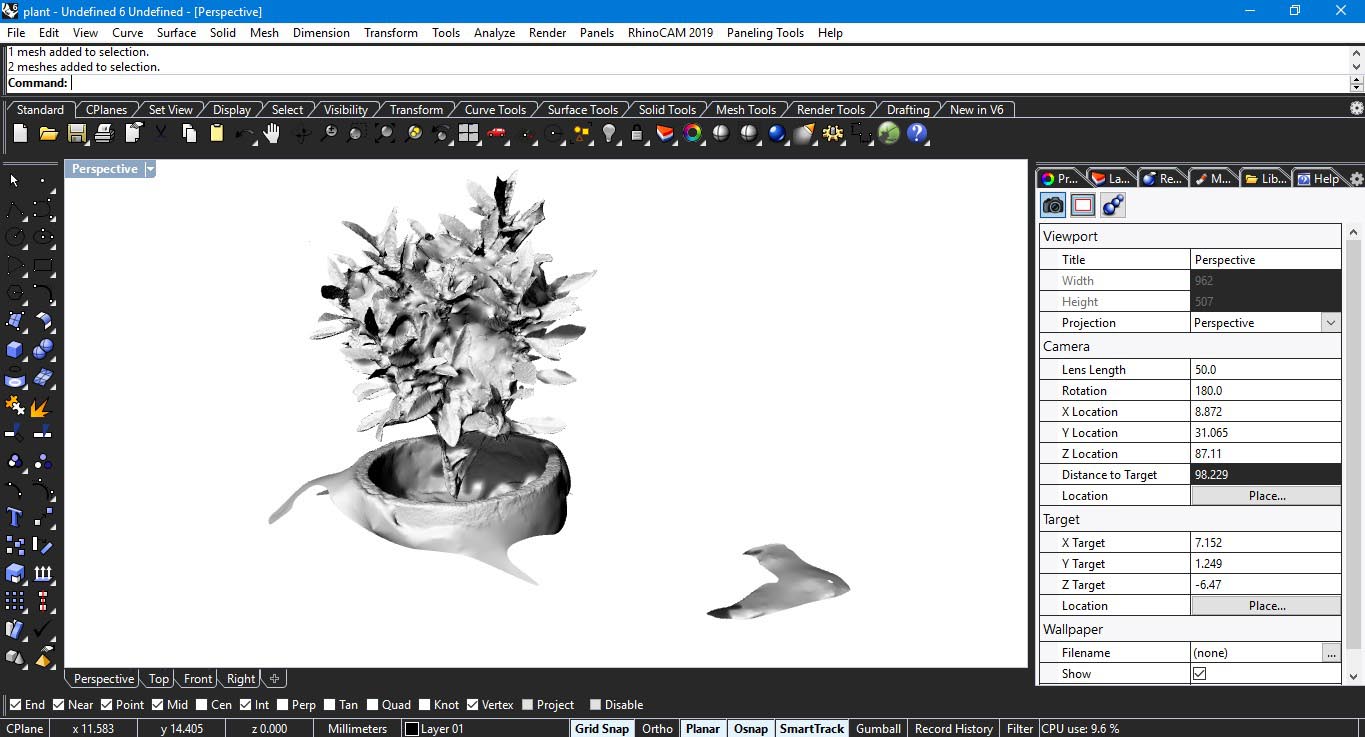 plant - Undefined 6 Undefined - [Perspective]
File Edit View Curve Surface Solid Mesh Dimension Transform Tools Analyze Render Panels RhinoCAM 2019 Paneling Tools Help
1 mesh added to selection.
2 meshes added to selection.
Command:
Standard CPlanes Set View Display Select Visibility Transform Curve Tools Surface Tools Solid Tools Mesh Tools Render Tools Drafting New in V6
Perspective
Pr... La... Re... M... Lib... Help
Viewport
Title Perspective
Width 962
Height 507
Projection Perspective
Camera
Lens Length 50.0
Rotation 180.0
X Location 8.872
Y Location 31.065
Z Location 87.11
Distance to Target 98.229
Location Place...
Target
X Target 7.152
Y Target 1.249
Z Target -6.47
Location Place...
Wallpaper
Filename (none) ...
Show
Perspective Top Front Right
End Near Point Mid Cen Int Perp Tan Quad Knot Vertex Project Disable
CPlane x 11.583 y 14.405 z 0.000 Millimeters Layer 01 Grid Snap Ortho Planar Osnap SmartTrack Gumball Record History Filter CPU use: 9.6 %